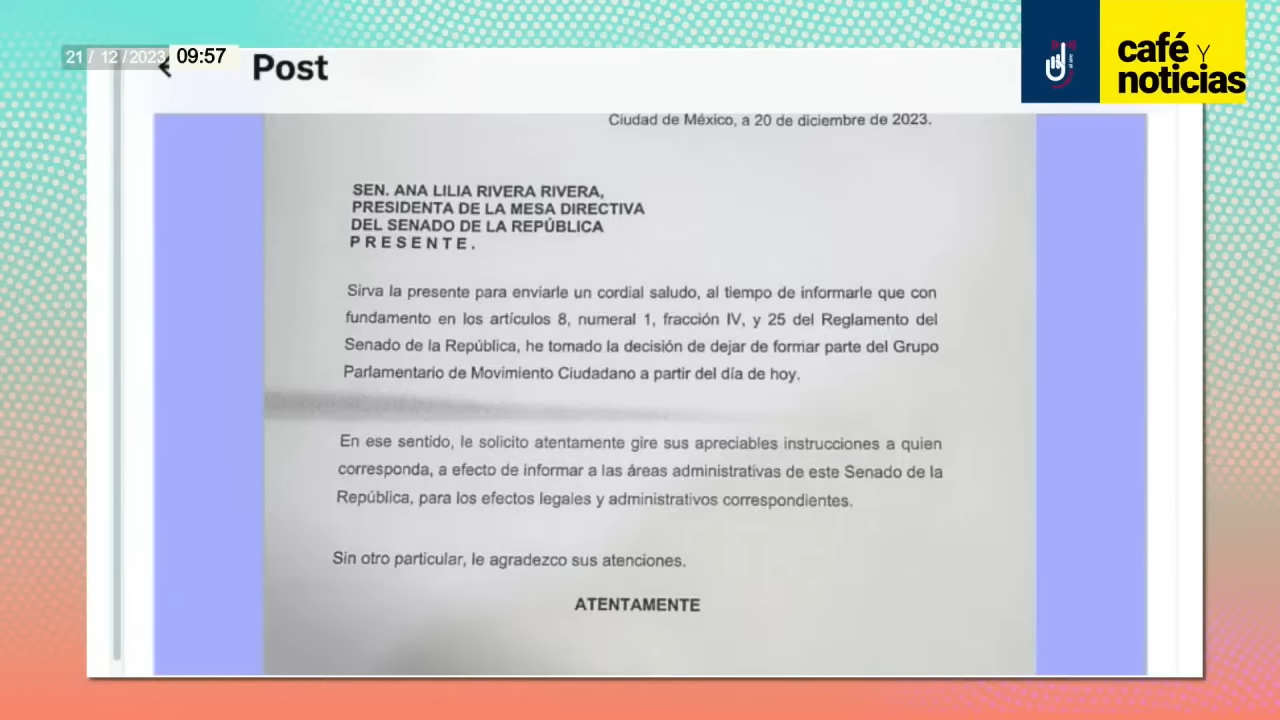 21 / 12 / 2023 09:57
café Y
noticias
Post
Ciudad de México, a 20 de diciembre de 2023.
SEN. ANA LILIA RIVERA RIVERA,
PRESIDENTA DE LA MESA DIRECTIVA
DEL SENADO DE LA REPÚBLICA
P R E S E N T E .
Sirva la presente para enviarle un cordial saludo, al tiempo de informarle que con
fundamento en los artículos 8, numeral 1, fracción IV, y 25 del Reglamento del
Senado de la República, he tomado la decisión de dejar de formar parte del Grupo
Parlamentario de Movimiento Ciudadano a partir del día de hoy.
En ese sentido, le solicito atentamente gire sus apreciables instrucciones a quien
corresponda, a efecto de informar a las áreas administrativas de este Senado de la
República, para los efectos legales y administrativos correspondientes.
Sin otro particular, le agradezco sus atenciones.
ATENTAMENTE